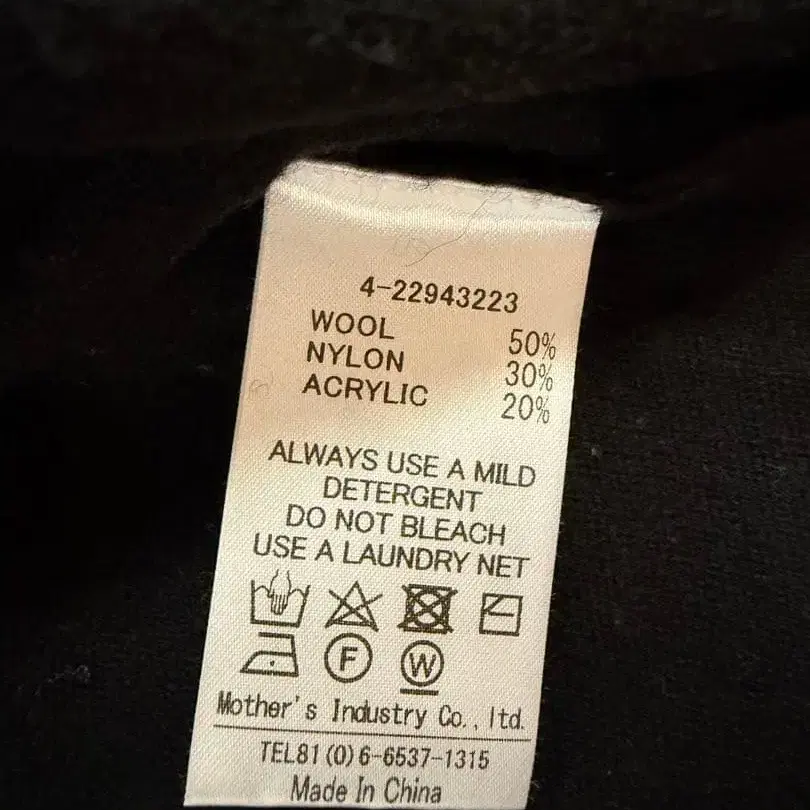 4-22943223
WOOL 50%
NYLON 30%
ACRYLIC 20%
ALWAYS USE A MILD
DETERGENT
DO NOT BLEACH
USE A LAUNDRY NET
F W
Mother's Industry Co., ltd.
TEL81(0)6-6537-1315
Made In China